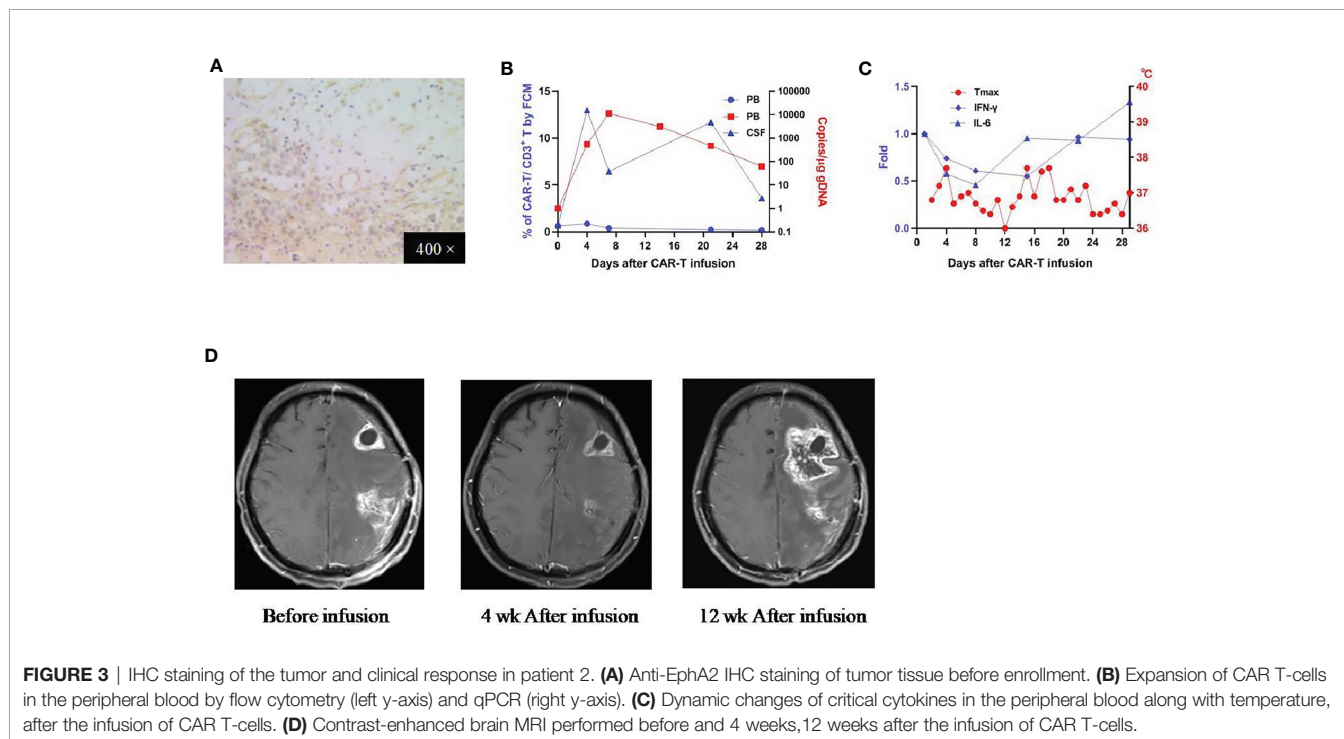 A
400 ×
B
% of CAR-T/ CD3⁺ T by FCM
15
10
5
0
PB
PB
CSF
100000
10000
1000
100
10
1
0.1
Copies/µg gDNA
0 4 8 12 16 20 24 28
Days after CAR-T infusion
C
°C
Fold
1.5
1.0
0.5
0.0
Tmax
IFN-γ
IL-6
40
39
38
37
36
0 4 8 12 16 20 24 28
Days after CAR-T infusion
D
Before infusion
4 wk After infusion
12 wk After infusion
FIGURE 3 | IHC staining of the tumor and clinical response in patient 2. (A) Anti-EphA2 IHC staining of tumor tissue before enrollment. (B) Expansion of CAR T-cells
in the peripheral blood by flow cytometry (left y-axis) and qPCR (right y-axis). (C) Dynamic changes of critical cytokines in the peripheral blood along with temperature,
after the infusion of CAR T-cells. (D) Contrast-enhanced brain MRI performed before and 4 weeks,12 weeks after the infusion of CAR T-cells.